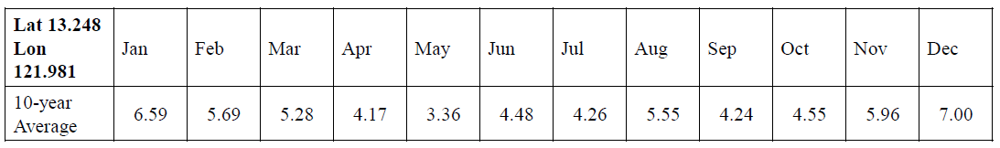 Lat 13.248
Lon
121.981
Jan Feb Mar Apr May Jun Jul Aug Sep Oct Nov Dec
10-year
Average
6.59 5.69 5.28 4.17 3.36 4.48 4.26 5.55 4.24 4.55 5.96 7.00